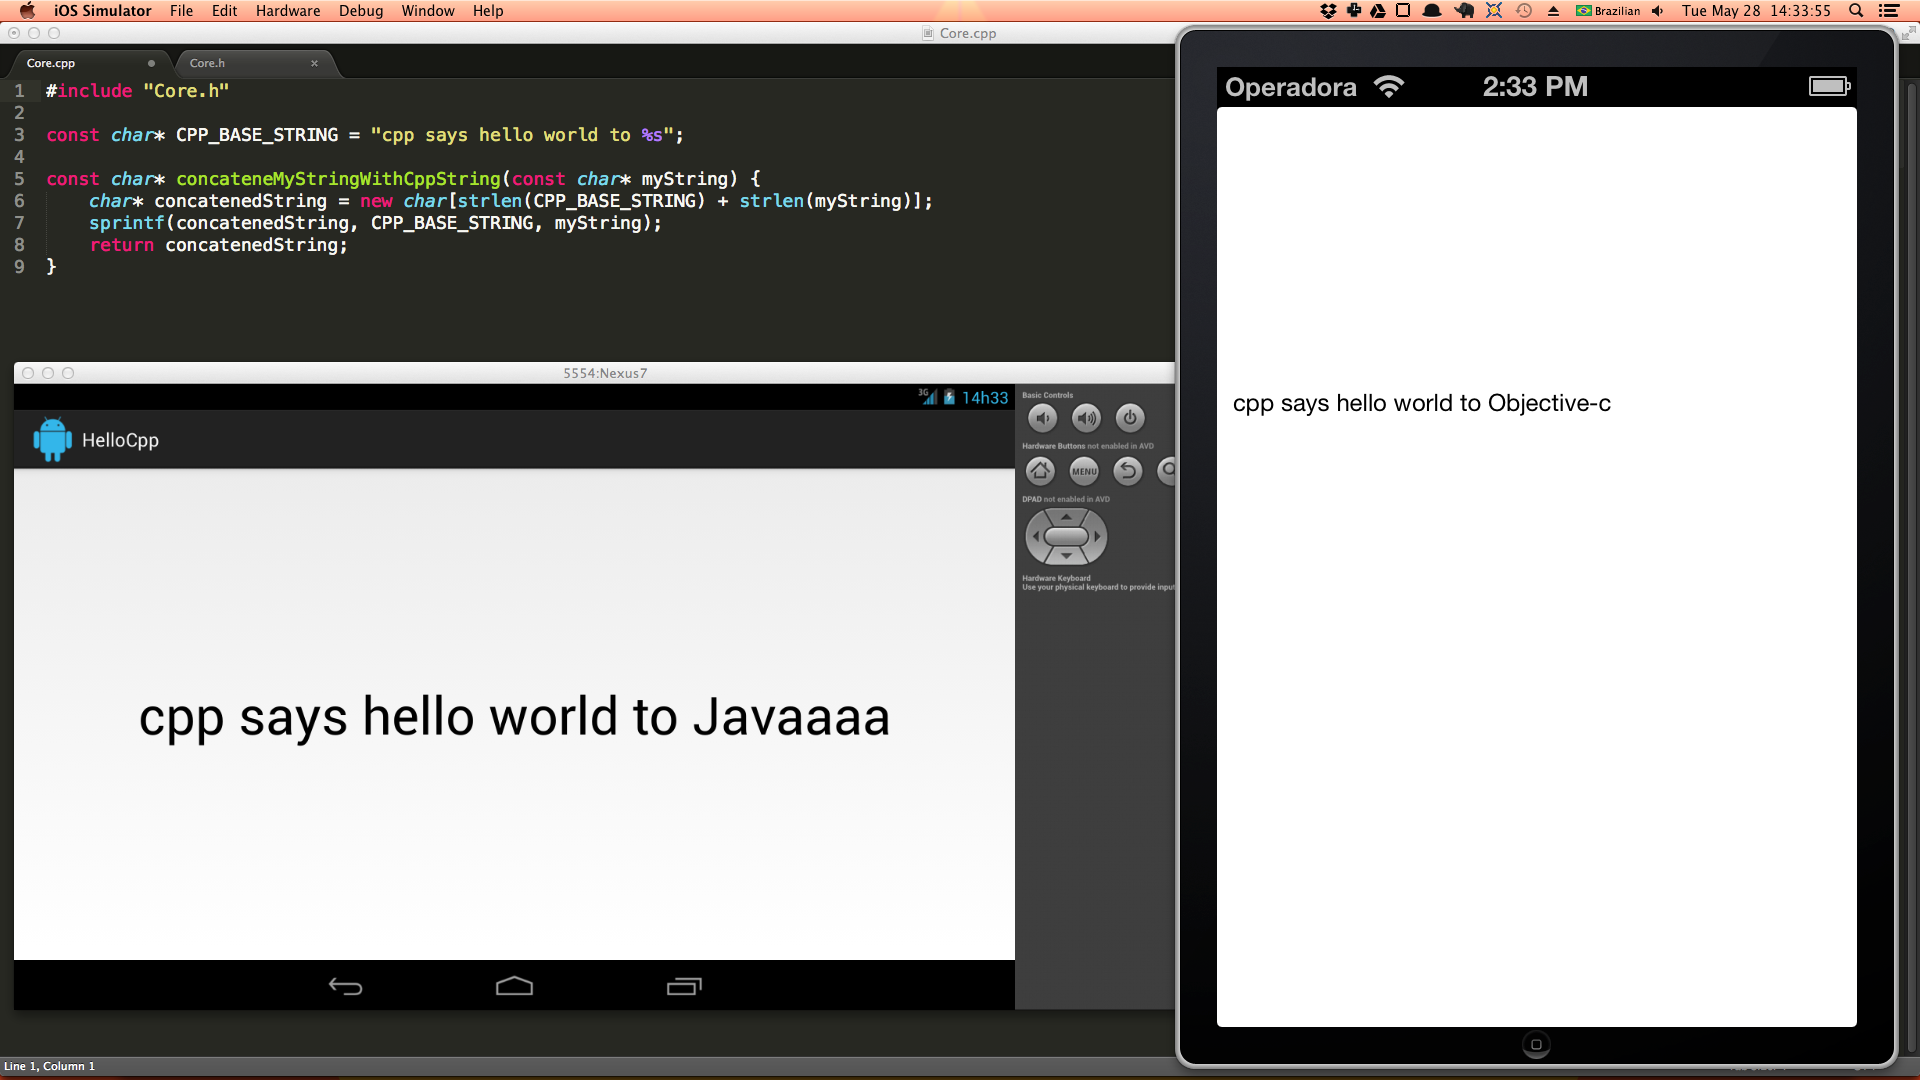 iOS Simulator File Edit Hardware Debug Window Help Brazilian Tue May 28 14:33:55
Core.cpp
Core.cpp Core.h
1 #include "Core.h"
2
3 const char* CPP_BASE_STRING = "cpp says hello world to %s";
4
5 const char* concateneMyStringWithCppString(const char* myString) {
6 char* concatenedString = new char[strlen(CPP_BASE_STRING) + strlen(myString)];
7 sprintf(concatenedString, CPP_BASE_STRING, myString);
8 return concatenedString;
9 }
5554:Nexus7
3G 14h33
HelloCpp
cpp says hello world to Javaaaa
Basic Controls
Hardware Buttons not enabled in AVD
MENU
DPAD not enabled in AVD
Hardware Keyboard
Use your physical keyboard to provide input
Operadora 2:33 PM
cpp says hello world to Objective-c
Line 1, Column 1